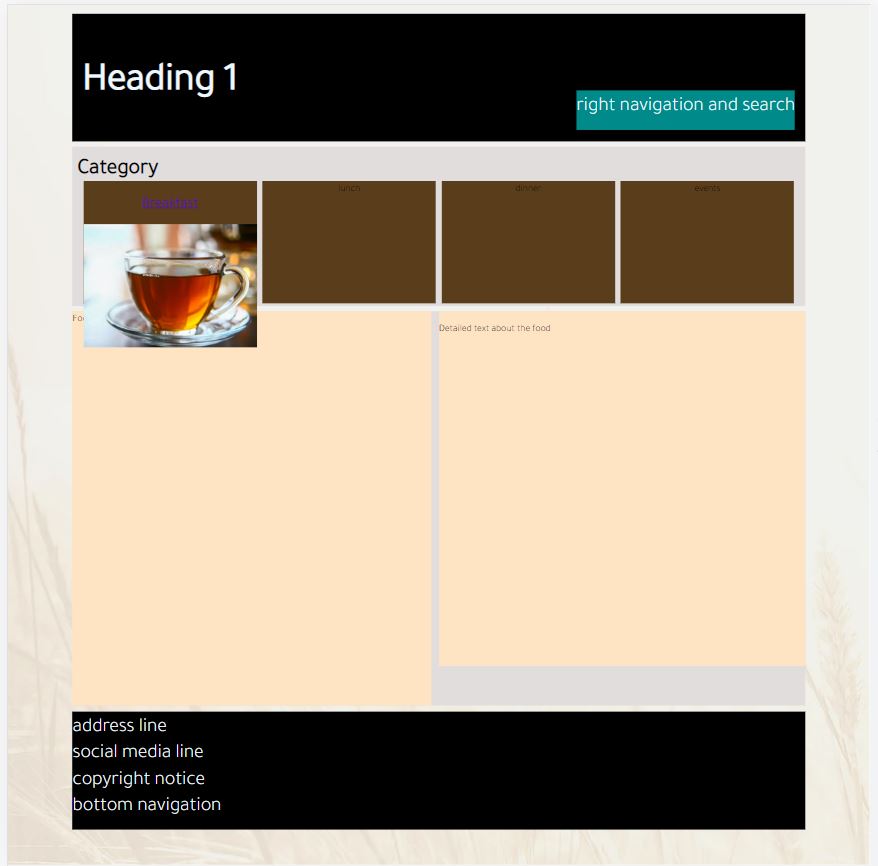 Heading 1
right navigation and search
Category
Breakfast
lunch
dinner
events
Detailed text about the food
address line
social media line
copyright notice
bottom navigation